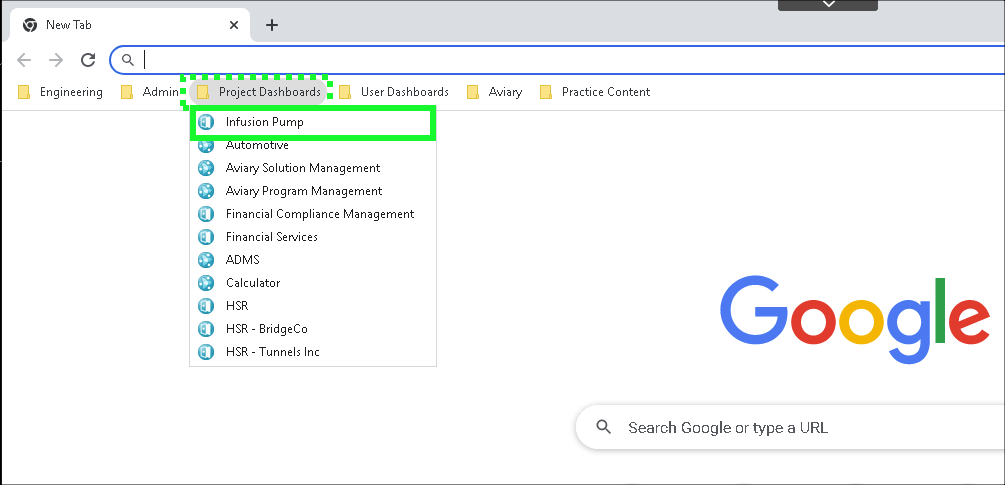 New Tab
Engineering Admin Project Dashboards User Dashboards Aviary Practice Content
Infusion Pump
Automotive
Aviary Solution Management
Aviary Program Management
Financial Compliance Management
Financial Services
ADMS
Calculator
HSR
HSR - BridgeCo
HSR - Tunnels Inc
Google
Search Google or type a URL